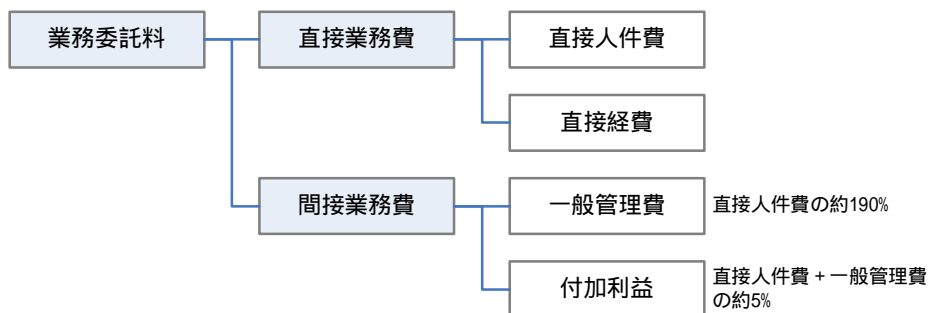 業務委託料
直接業務費
直接人件費
直接経費
間接業務費
一般管理費
直接人件費の約190%
付加利益
直接人件費+一般管理費
の約5%